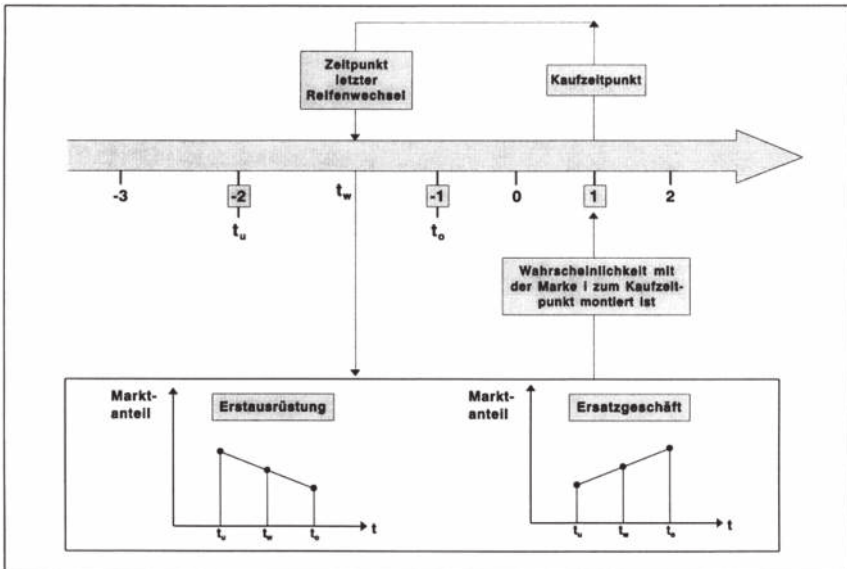 Zeitpunkt
letzter
Reifenwechsel
Kaufzeitpunkt
-3
-2
t_w
-1
0
1
2
t_u
t_o
Wahrscheinlichkeit mit
der Marke i zum Kaufzeit-
punkt montiert ist
Markt-
anteil
Erstausrüstung
t
t_u
t_w
t_o
Markt-
anteil
Ersatzgeschäft
t
t_u
t_w
t_o